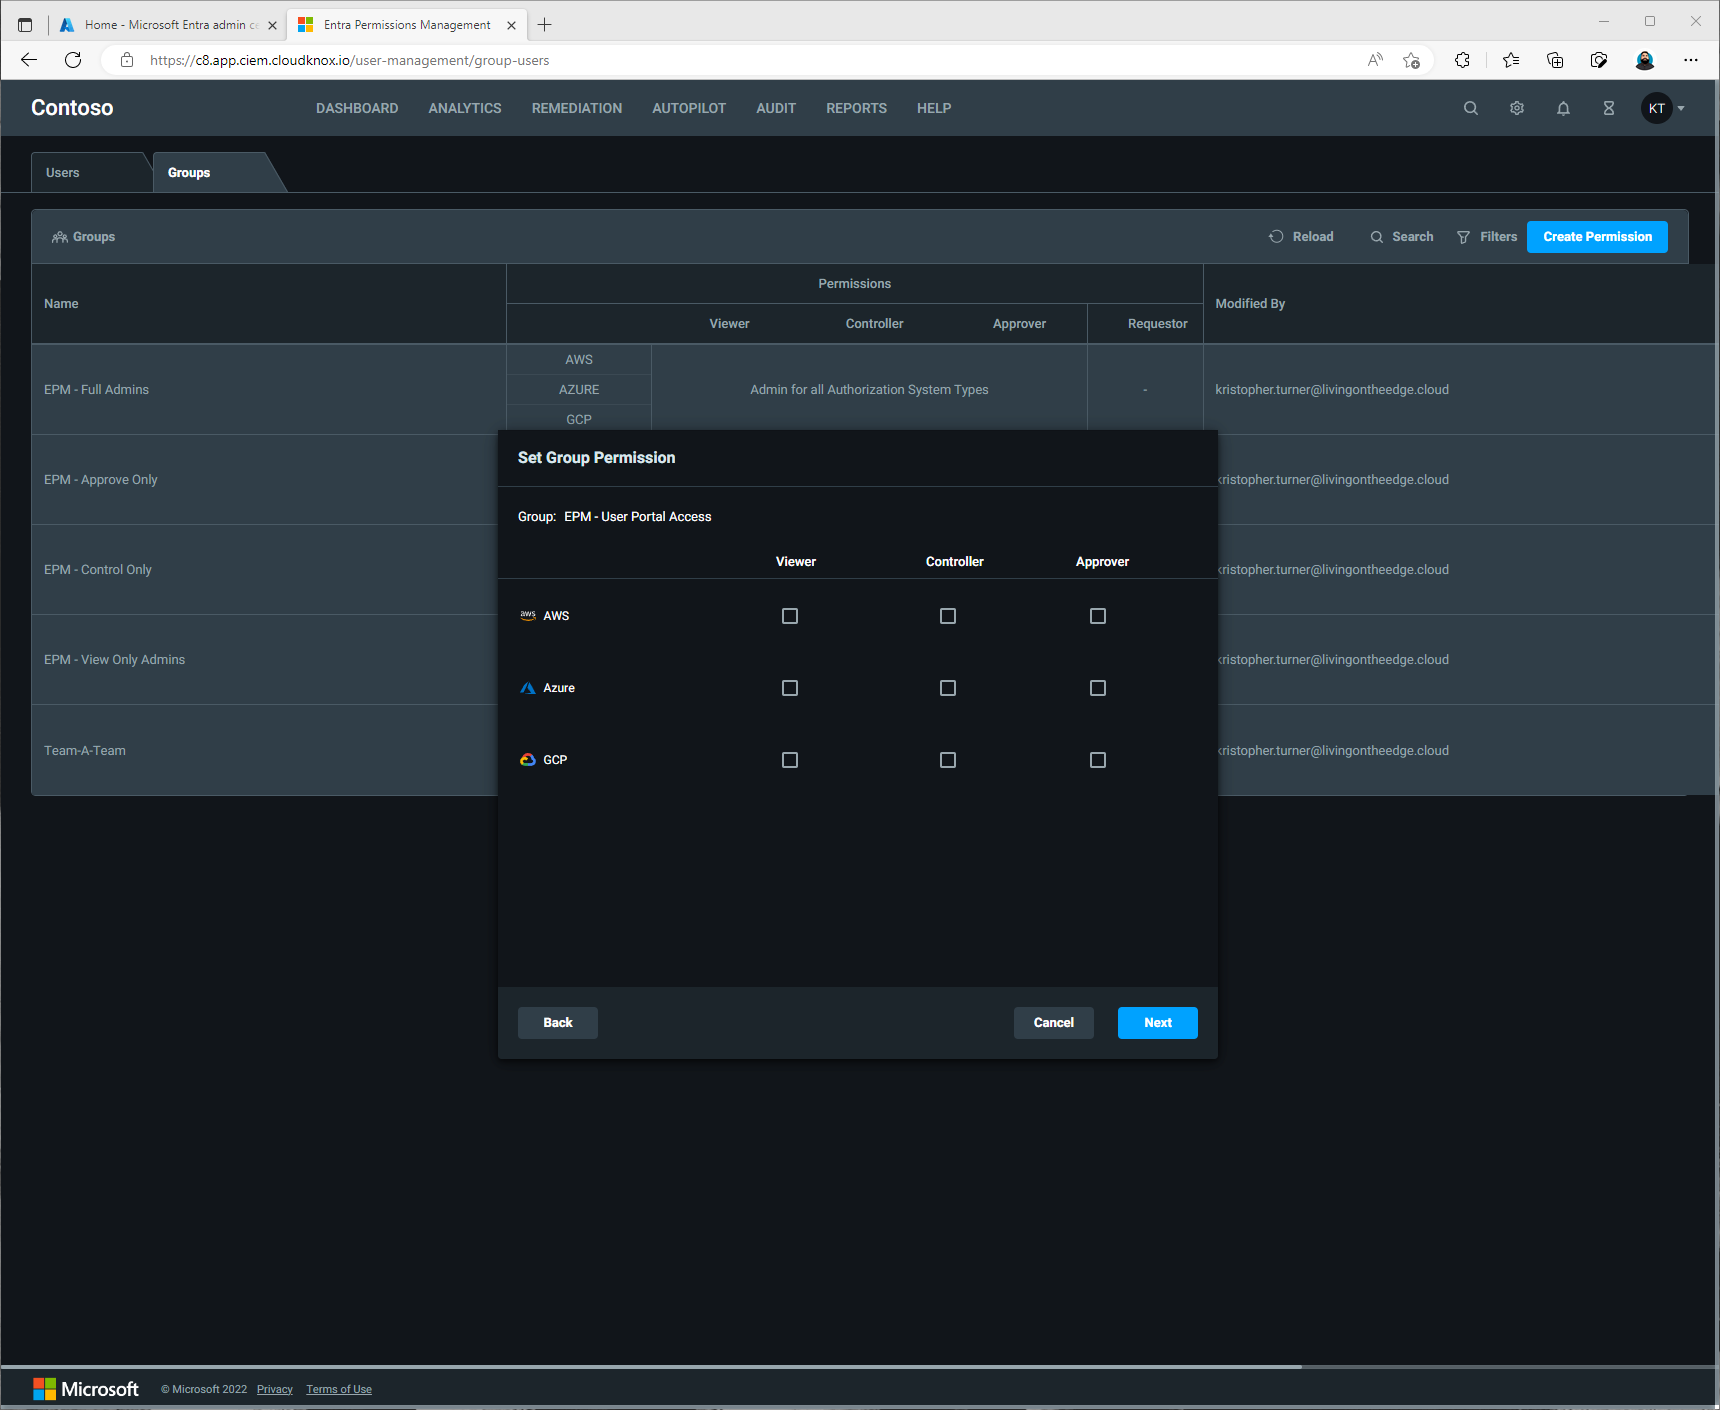 Home - Microsoft Entra admin ce
Entra Permissions Management
https://c8.app.ciem.cloudknox.io/user-management/group-users
Contoso
DASHBOARD ANALYTICS REMEDIATION AUTOPILOT AUDIT REPORTS HELP
KT
Users Groups
Groups Reload Search Filters Create Permission
Name Permissions Modified By
Viewer Controller Approver Requestor
AWS
EPM - Full Admins AZURE Admin for all Authorization System Types - kristopher.turner@livingontheedge.cloud
GCP
EPM - Approve Only kristopher.turner@livingontheedge.cloud
EPM - Control Only kristopher.turner@livingontheedge.cloud
EPM - View Only Admins kristopher.turner@livingontheedge.cloud
Team-A-Team kristopher.turner@livingontheedge.cloud
Set Group Permission
Group: EPM - User Portal Access
Viewer Controller Approver
aws AWS
Azure
GCP
Back Cancel Next
Microsoft © Microsoft 2022 Privacy Terms of Use